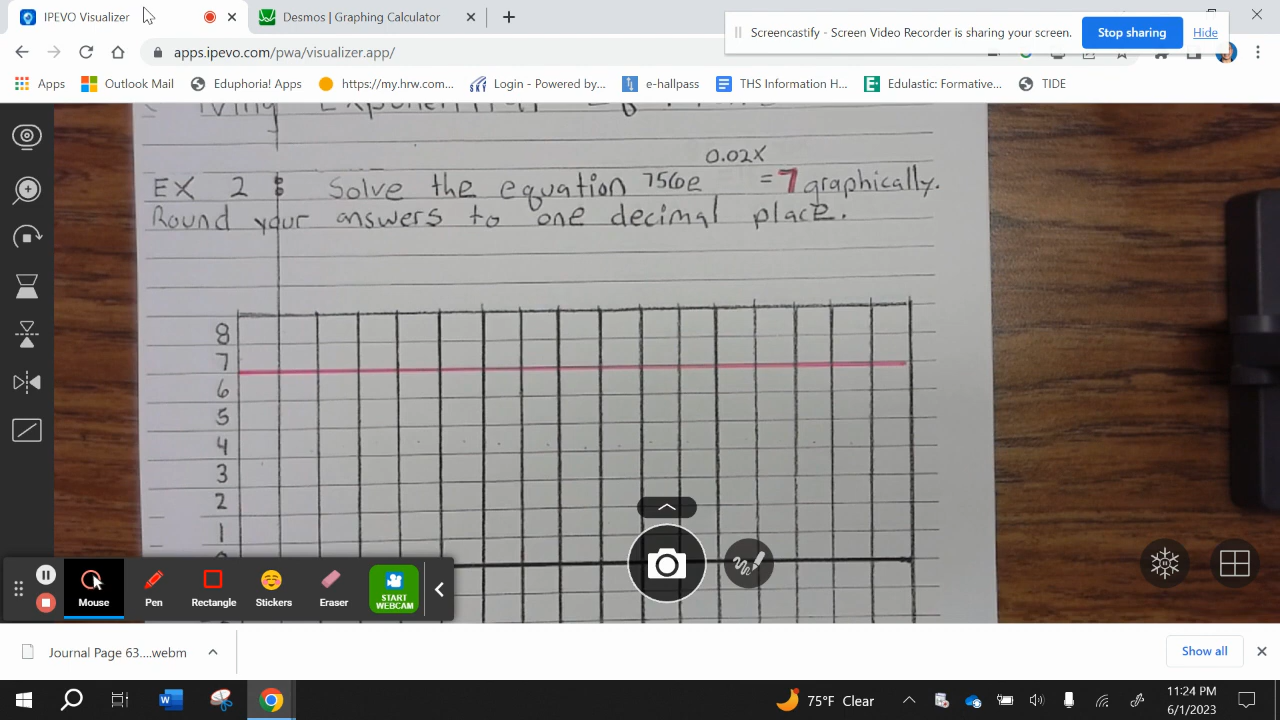 IPEVO Visualizer
Desmos | Graphing Calculator
Screencastify - Screen Video Recorder is sharing your screen.
Stop sharing
Hide
apps.ipevo.com/pwa/visualizer.app/
Apps
Outlook Mail
Eduphoria! App...
https://my.hrw.com...
Login - Powered by...
e-hallpass
THS Information H...
Edulastic: Formative...
TIDE
EX 2 : Solve the equation 756e^0.02x = 7 graphically.
Round your answers to one decimal place.
8
7
6
5
4
3
2
1
Mouse
Pen
Rectangle
Stickers
Eraser
START WEBCAM
Journal Page 63....webm
Show all
75°F Clear
11:24 PM
6/1/2023